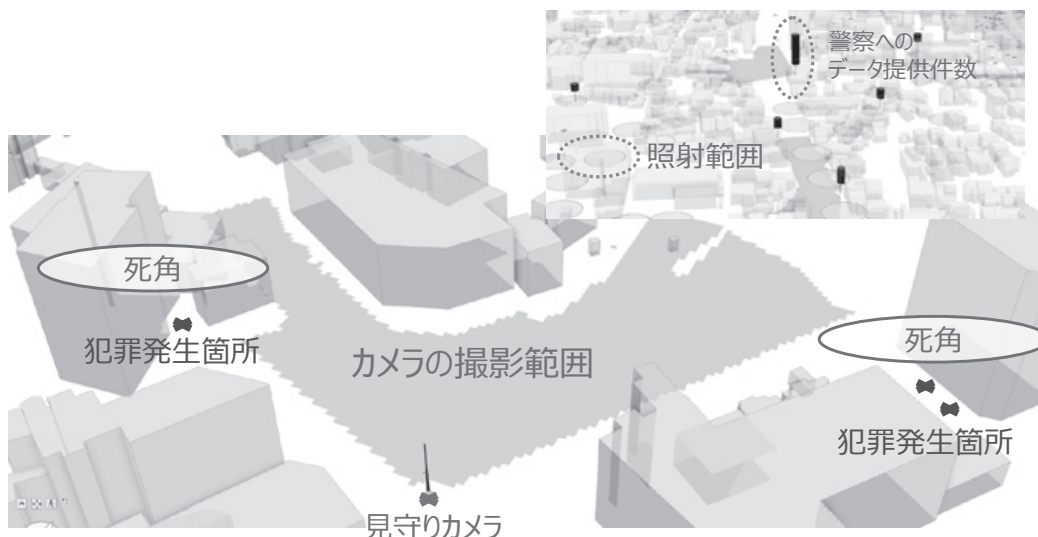 警察への
データ提供件数
照射範囲
死角
犯罪発生箇所
カメラの撮影範囲
死角
犯罪発生箇所
見守りカメラ